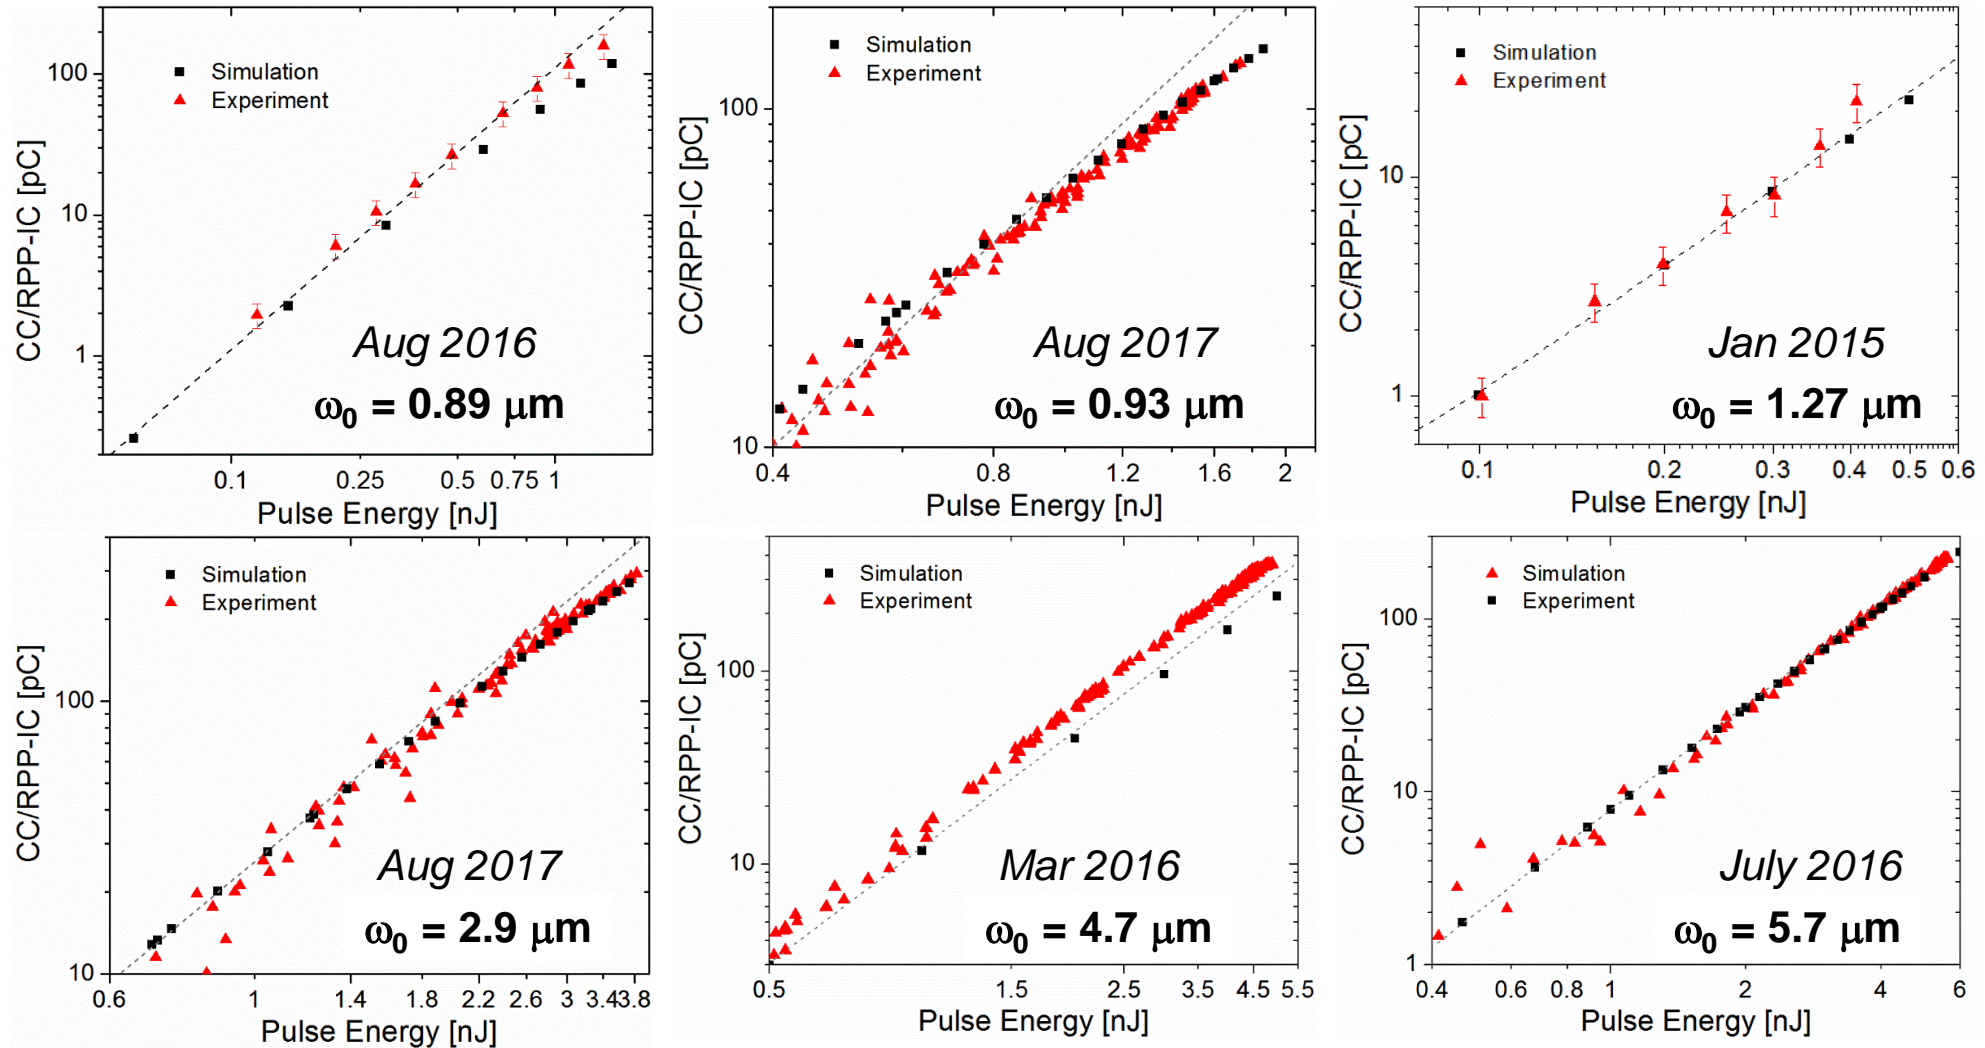 Simulation
Experiment
100
10
1
CC/RPP-IC [pC]
Aug 2016
ω0 = 0.89 μm
0.1 0.25 0.5 0.75 1
Pulse Energy [nJ]
Simulation
Experiment
100
10
CC/RPP-IC [pC]
Aug 2017
ω0 = 0.93 μm
0.4 0.8 1.2 1.6 2
Pulse Energy [nJ]
Simulation
Experiment
10
1
CC/RPP-IC [pC]
Jan 2015
ω0 = 1.27 μm
0.1 0.2 0.3 0.4 0.5 0.6
Pulse Energy [nJ]
Simulation
Experiment
100
10
CC/RPP-IC [pC]
Aug 2017
ω0 = 2.9 μm
0.6 1 1.4 1.8 2.2 2.6 3 3.4 3.8
Pulse Energy [nJ]
Simulation
Experiment
100
10
CC/RPP-IC [pC]
Mar 2016
ω0 = 4.7 μm
0.5 1.5 2.5 3.5 4.5 5.5
Pulse Energy [nJ]
Simulation
Experiment
100
10
1
CC/RPP-IC [pC]
July 2016
ω0 = 5.7 μm
0.4 0.6 0.8 1 2 4 6
Pulse Energy [nJ]